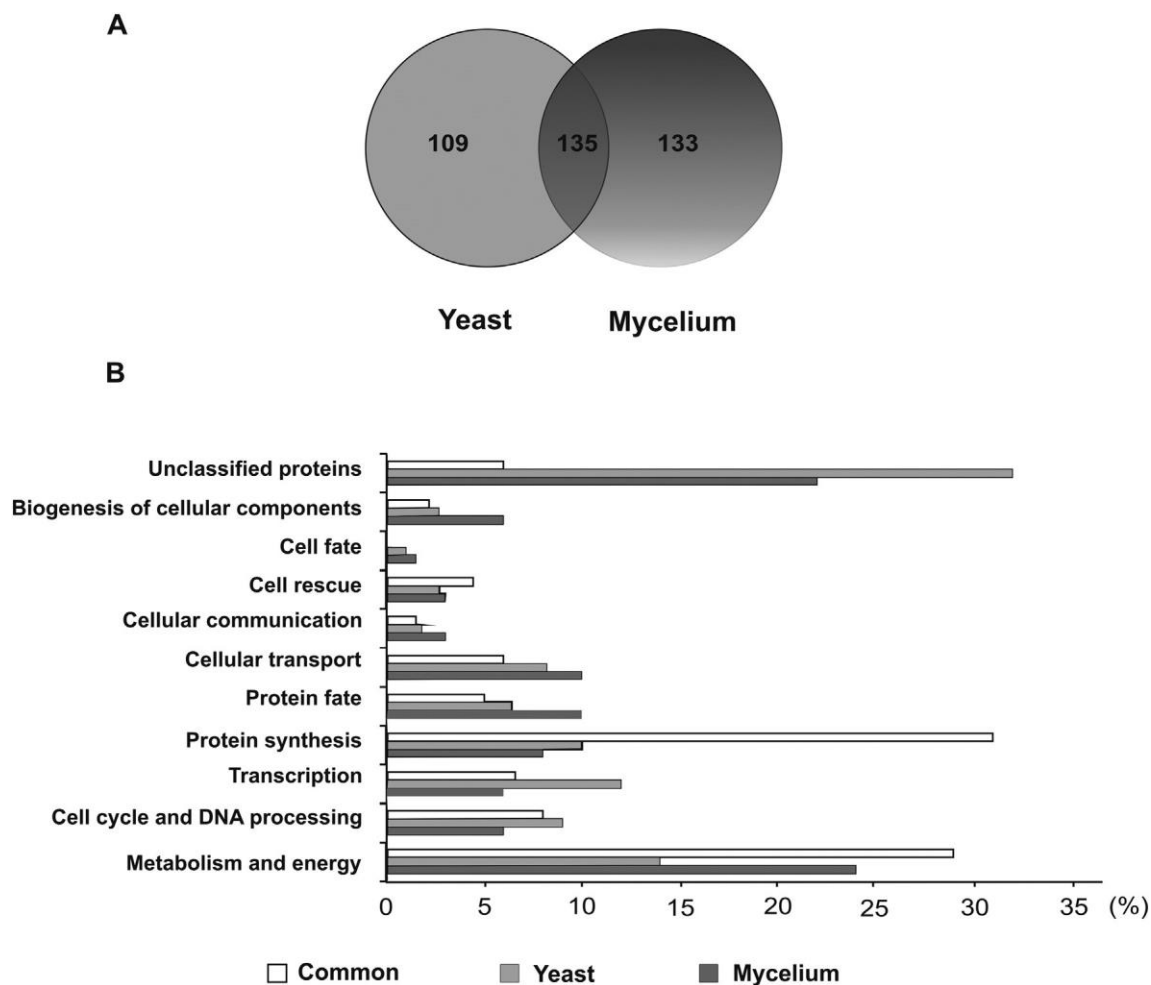 A
109 135 133
Yeast Mycelium
B
Unclassified proteins
Biogenesis of cellular components
Cell fate
Cell rescue
Cellular communication
Cellular transport
Protein fate
Protein synthesis
Transcription
Cell cycle and DNA processing
Metabolism and energy
0 5 10 15 20 25 30 35 (%)
Common Yeast Mycelium